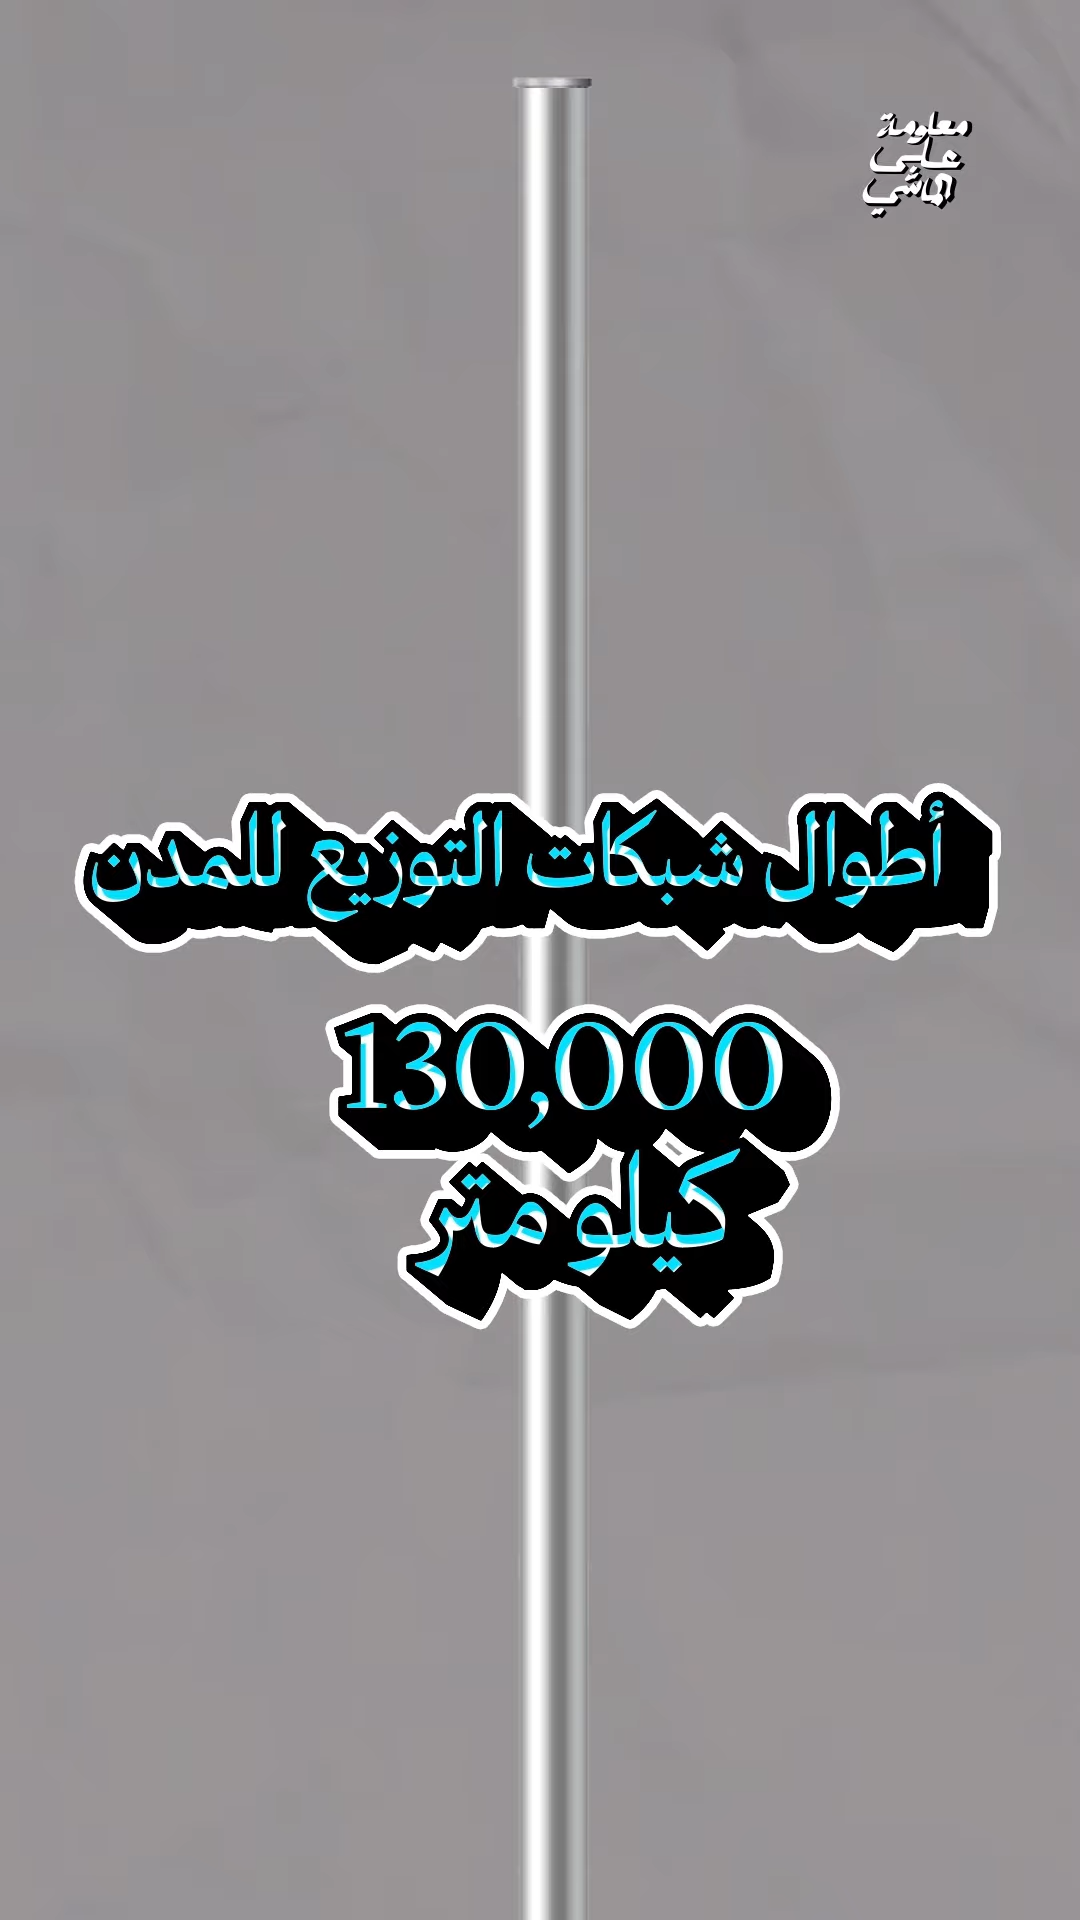 معلومة
على
الماشي
أطوال شبكات التوزيع للمدن
130,000
كيلو متر